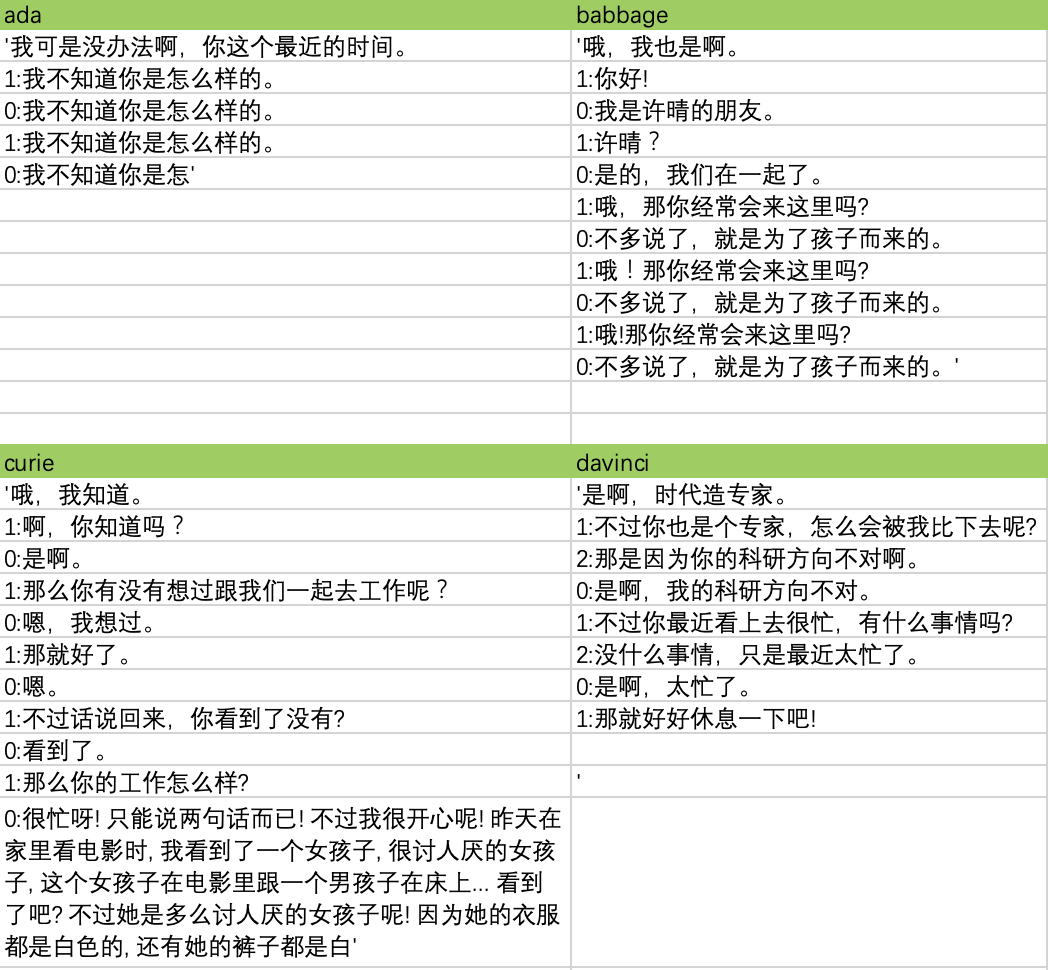 ada
'我可是没办法啊，你这个最近的时间。
1:我不知道你是怎么样的。
0:我不知道你是怎么样的。
1:我不知道你是怎么样的。
0:我不知道你是怎'
babbage
'哦，我也是啊。
1:你好!
0:我是许晴的朋友。
1:许晴？
0:是的，我们在一起了。
1:哦，那你经常会来这里吗?
0:不多说了，就是为了孩子而来的。
1:哦！那你经常会来这里吗?
0:不多说了，就是为了孩子而来的。
1:哦!那你经常会来这里吗?
0:不多说了，就是为了孩子而来的。'
curie
'哦，我知道。
1:啊，你知道吗？
0:是啊。
1:那么你有没有想过跟我们一起去工作呢？
0:嗯，我想过。
1:那就好了。
0:嗯。
1:不过话说回来，你看到了没有?
0:看到了。
1:那么你的工作怎么样?
0:很忙呀! 只能说两句话而已! 不过我很开心呢! 昨天在
家里看电影时, 我看到了一个女孩子, 很讨人厌的女孩
子, 这个女孩子在电影里跟一个男孩子在床上... 看到
了吧? 不过她是多么讨人厌的女孩子呢! 因为她的衣服
都是白色的, 还有她的裤子都是白'
davinci
'是啊，时代造专家。
1:不过你也是个专家，怎么会被我比下去呢?
2:那是因为你的科研方向不对啊。
0:是啊，我的科研方向不对。
1:不过你最近看上去很忙，有什么事情吗?
2:没什么事情，只是最近太忙了。
0:是啊，太忙了。
1:那就好好休息一下吧!
'